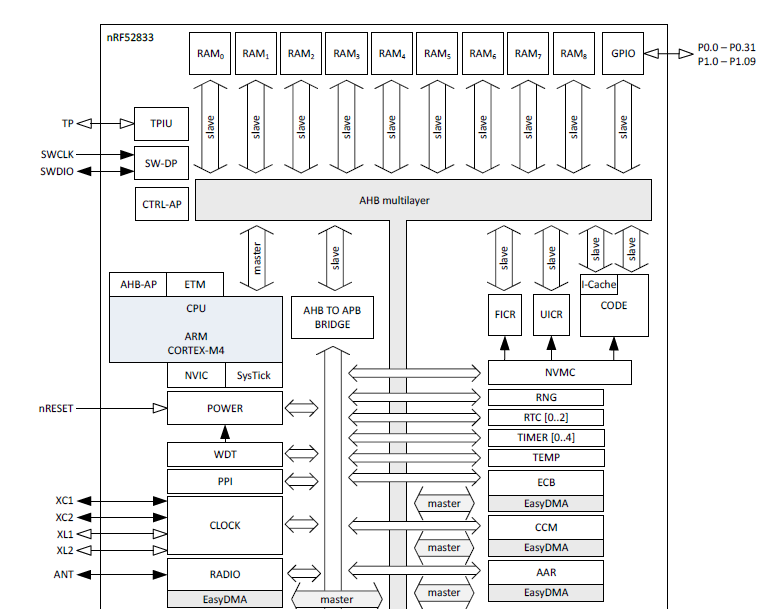 nRF52833
RAM0
RAM1
RAM2
RAM3
RAM4
RAM5
RAM6
RAM7
RAM8
GPIO
P0.0 – P0.31
P1.0 – P1.09
slave
slave
slave
slave
slave
slave
slave
slave
slave
slave
TP
TPIU
SWCLK
SWDIO
SW-DP
CTRL-AP
AHB multilayer
master
slave
slave
slave
slave
slave
AHB-AP
ETM
I-Cache
CPU
ARM
CORTEX-M4
AHB TO APB
BRIDGE
FICR
UICR
CODE
NVIC
SysTick
NVMC
RNG
nRESET
POWER
RTC [0..2]
TIMER [0..4]
WDT
TEMP
PPI
ECB
master
EasyDMA
XC1
XC2
XL1
XL2
CLOCK
CCM
master
EasyDMA
ANT
RADIO
AAR
EasyDMA
master
master
EasyDMA